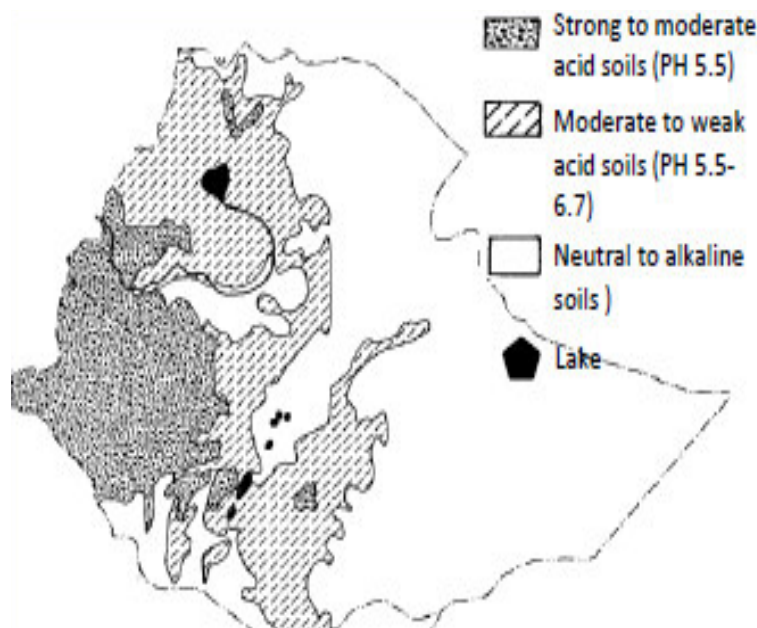 Strong to moderate
acid soils (PH 5.5)
Moderate to weak
acid soils (PH 5.5-
6.7)
Neutral to alkaline
soils )
Lake